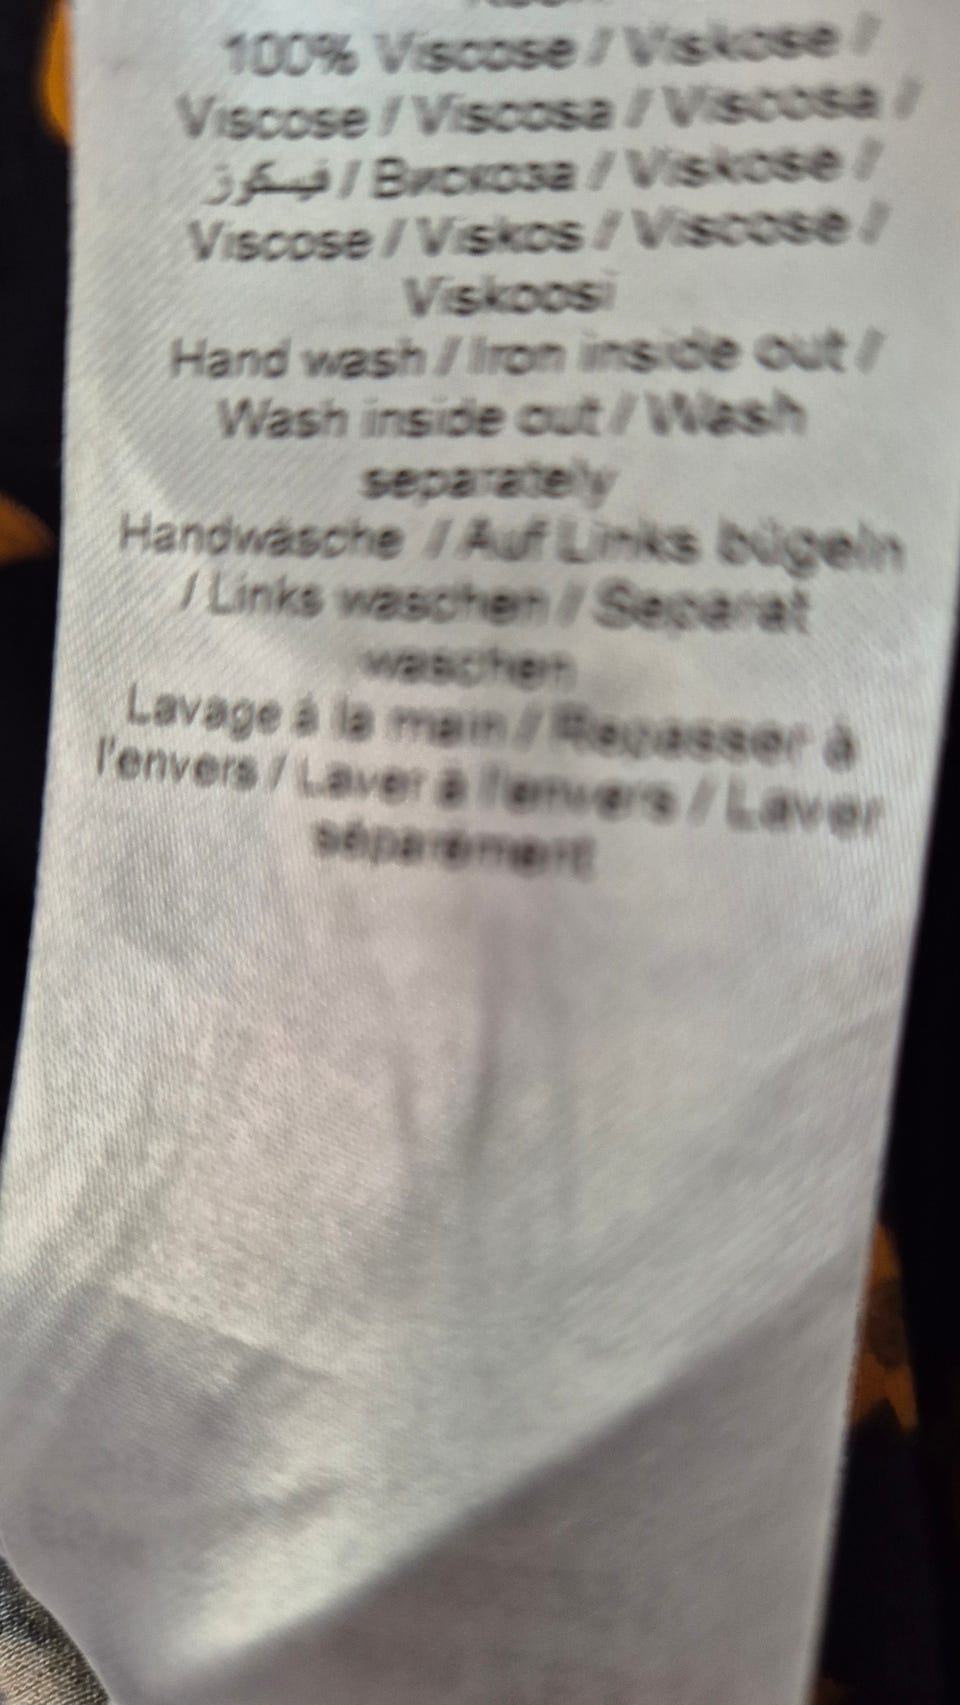 100% Viscose / Viskose /
Viscose / Viscosa / Viscosa /
فيسكوز / Вискоза / Viskose /
Viscose / Viskos / Viscose /
Viskoosi
Hand wash / Iron inside out /
Wash inside out / Wash
separately
Handwäsche / Auf Links bügeln
/ Links waschen / Separat
waschen
Lavage à la main / Repasser à
l'envers / Laver à l'envers / Laver
séparément